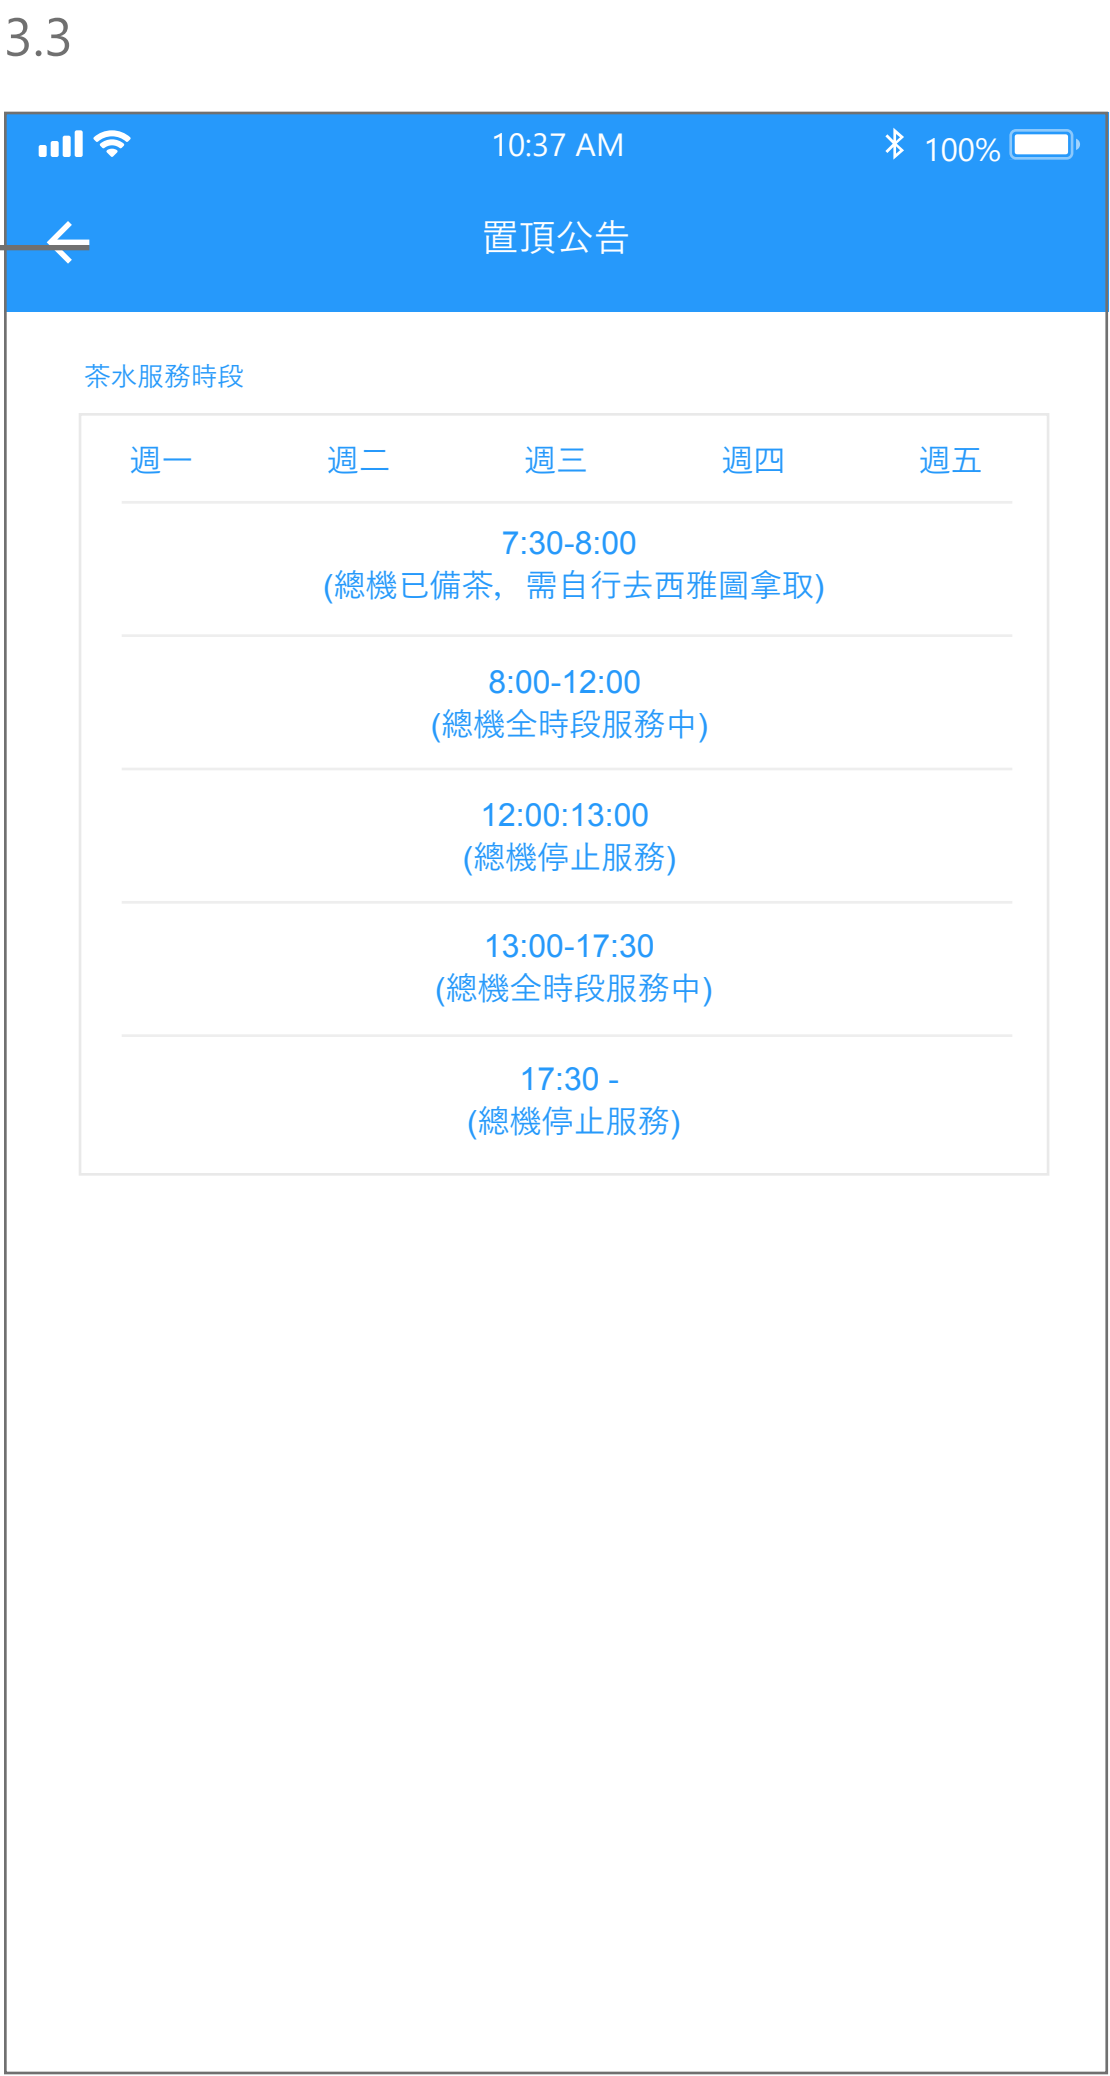 3.3
10:37 AM
100%
置頂公告
茶水服務時段
週一 週二 週三 週四 週五
7:30-8:00
(總機已備茶，需自行去西雅圖拿取)
8:00-12:00
(總機全時段服務中)
12:00:13:00
(總機停止服務)
13:00-17:30
(總機全時段服務中)
17:30 -
(總機停止服務)